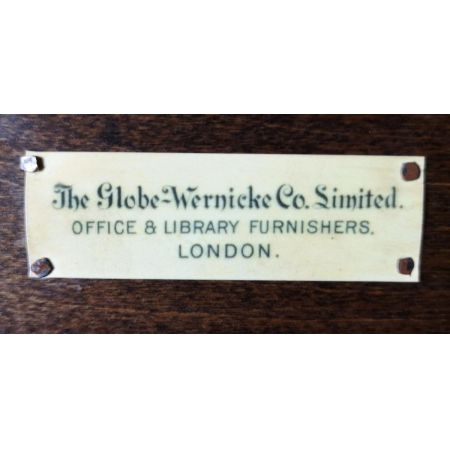 The Globe-Wernicke Co. Limited.
OFFICE & LIBRARY FURNISHERS.
LONDON.